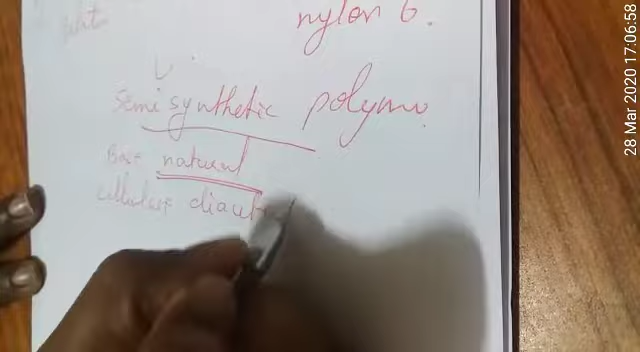 nylon 6.
Semi synthetic polymer.
Base natural
cellulose diacet
28 Mar 2020 17:06:58